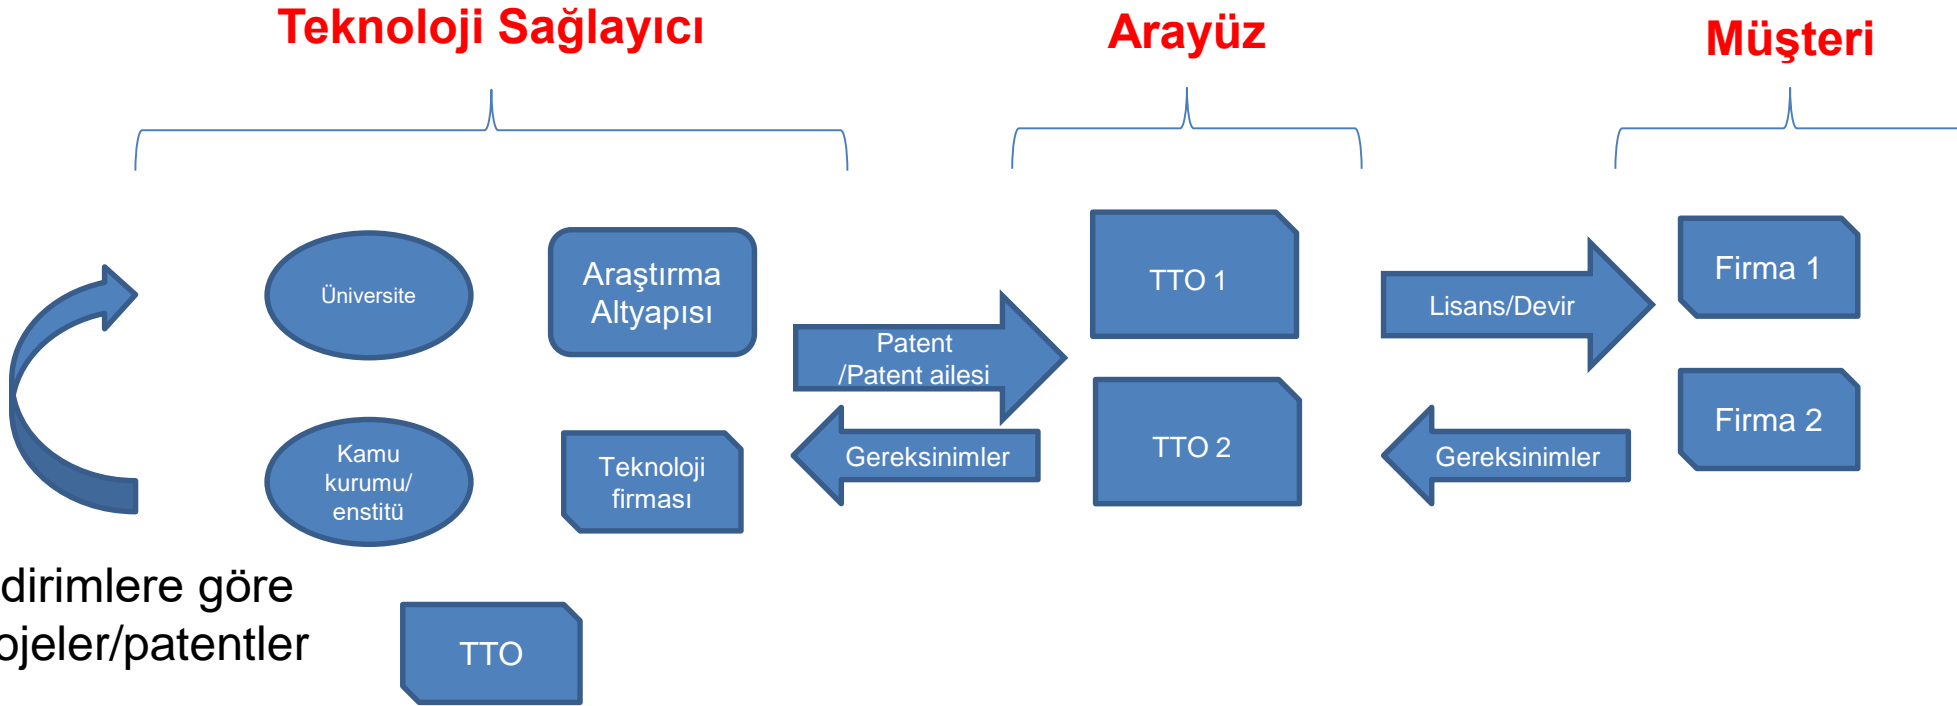 Teknoloji Sağlayıcı
Arayüz
Müşteri
Üniversite
Araştırma
Altyapısı
Patent
/Patent ailesi
TTO 1
Lisans/Devir
Firma 1
Kamu
kurumu/
enstitü
Teknoloji
firması
Gereksinimler
TTO 2
Gereksinimler
Firma 2
dirimlere göre
ojeler/patentler
TTO